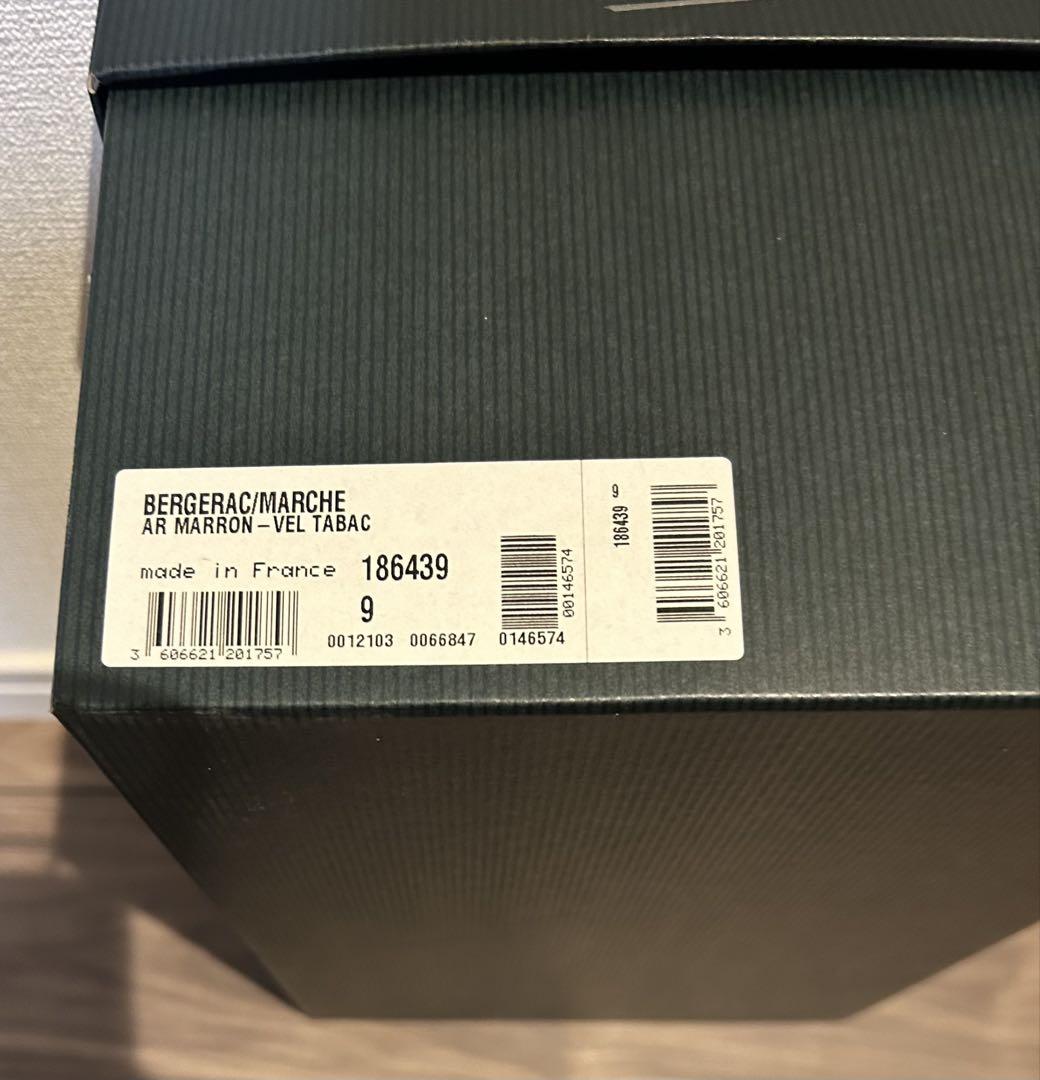 BERGERAC/MARCHE
AR MARRON-VEL TABAC
made in France 186439
9
3 606621 201757
0012103 0066847 0146574
00146574
9
186439
3 606621 201757